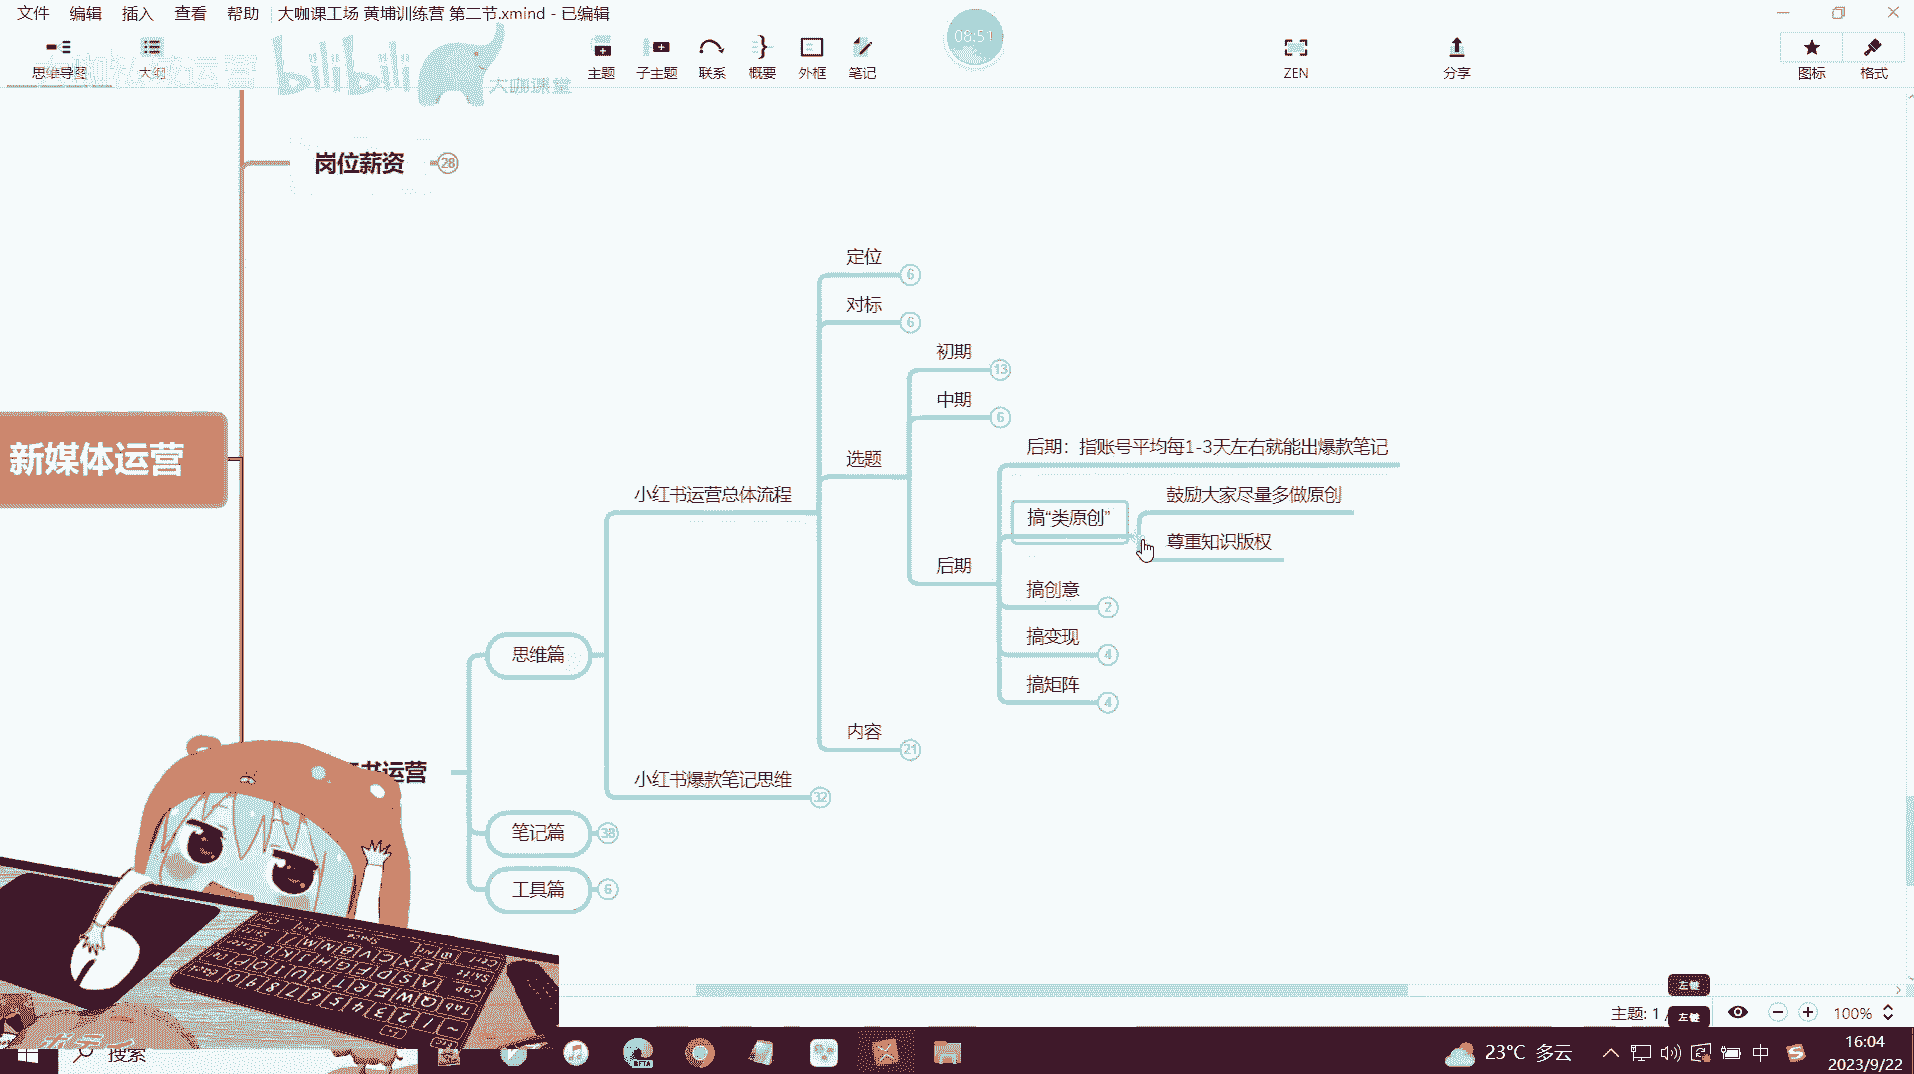 文件 编辑 插入 查看 帮助 大咖课工场 黄埔训练营 第二节.xmind - 已编辑
08:51
思维导图 大纲 主题 子主题 联系 概要 外框 笔记 ZEN 分享 图标 格式
bilibili 大咖课堂
岗位薪资 28
定位 6
对标 6
初期 13
中期 6
后期：指账号平均每1-3天左右就能出爆款笔记
新媒体运营
选题
小红书运营总体流程
鼓励大家尽量多做原创
搞“类原创”
尊重知识版权
后期
搞创意 2
搞变现 4
思维篇
搞矩阵 4
内容 21
书运营
小红书爆款笔记思维 32
笔记篇 38
工具篇 6
左键
主题: 1 /
左键
100%
搜索
BETA
23°C 多云
中
16:04
2023/9/22